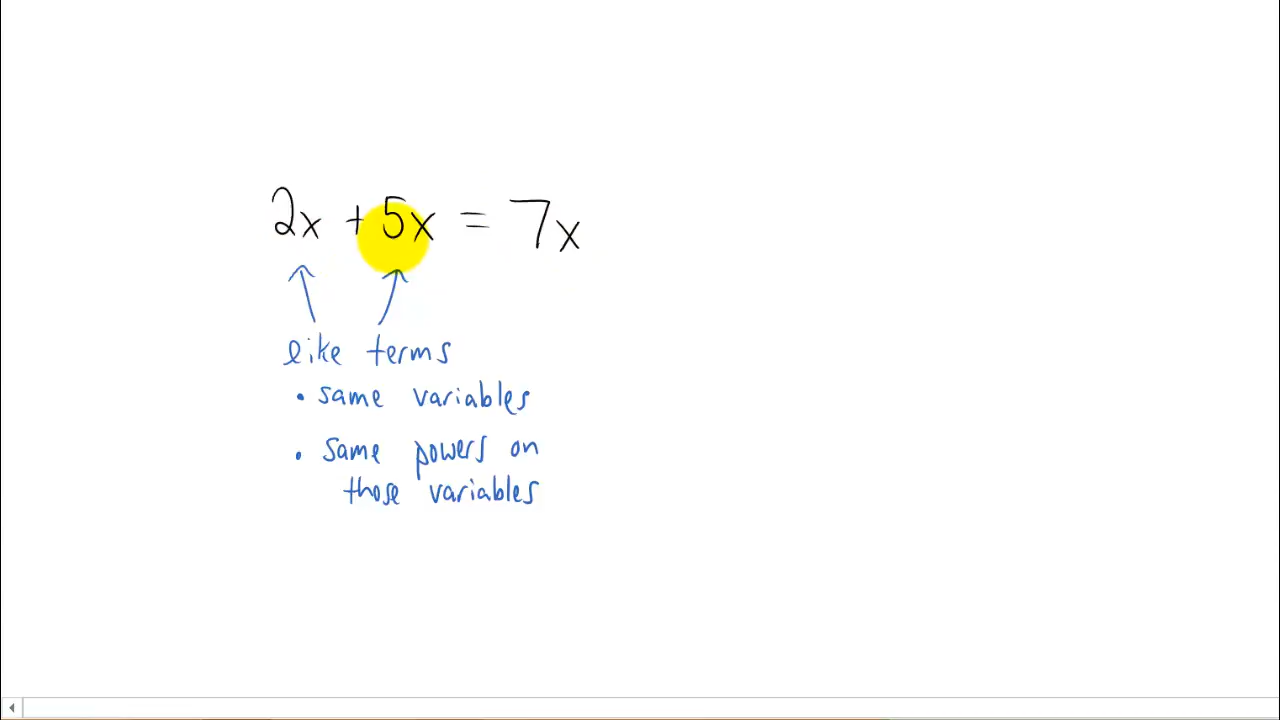 2x + 5x = 7x
like terms
• same variables
• same powers on
those variables